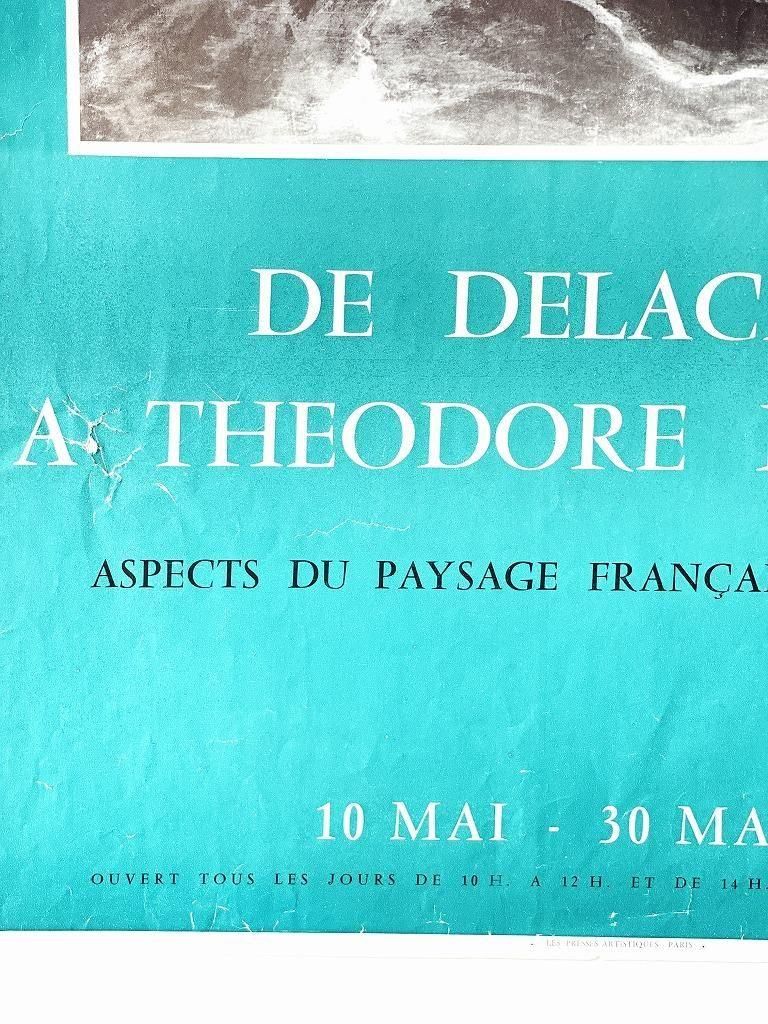 DE DELAC
A THEODORE
ASPECTS DU PAYSAGE FRANÇA
10 MAI - 30 MA
OUVERT TOUS LES JOURS DE 10 H. A 12 H. ET DE 14 H.
LES PRESSES ARTISTIQUES - PARIS